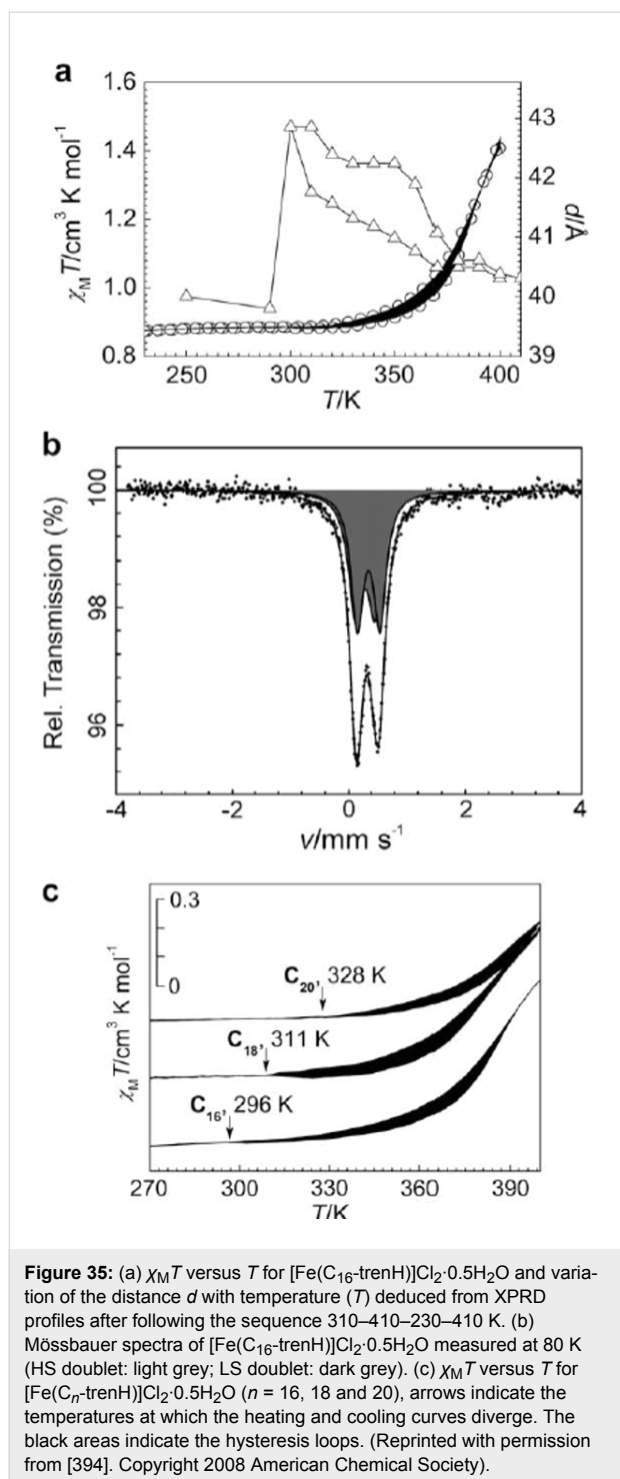 a
1.6
1.4
1.2
1.0
0.8
χMT/cm³ K mol⁻¹
43
42
41
40
39
d/Å
250 300 350 400
T/K
b
100
98
96
Rel. Transmission (%)
-4 -2 0 2 4
v/mm s⁻¹
c
0.3
0
C₂₀, 328 K
C₁₈, 311 K
C₁₆, 296 K
χMT/cm³ K mol⁻¹
270 300 330 360 390
T/K
Figure 35: (a) χMT versus T for [Fe(C₁₆-trenH)]Cl₂·0.5H₂O and varia-
tion of the distance d with temperature (T) deduced from XPRD
profiles after following the sequence 310–410–230–410 K. (b)
Mössbauer spectra of [Fe(C₁₆-trenH)]Cl₂·0.5H₂O measured at 80 K
(HS doublet: light grey; LS doublet: dark grey). (c) χMT versus T for
[Fe(Cₙ-trenH)]Cl₂·0.5H₂O (n = 16, 18 and 20), arrows indicate the
temperatures at which the heating and cooling curves diverge. The
black areas indicate the hysteresis loops. (Reprinted with permission
from [394]. Copyright 2008 American Chemical Society).